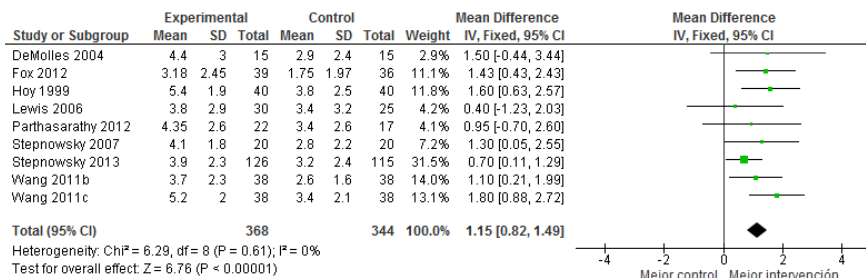 Experimental Control Mean Difference Mean Difference
Study or Subgroup Mean SD Total Mean SD Total Weight IV, Fixed, 95% CI IV, Fixed, 95% CI
DeMolles 2004 4.4 3 15 2.9 2.4 15 2.9% 1.50 (-0.44, 3.44)
Fox 2012 3.18 2.45 39 1.75 1.97 36 11.1% 1.43 (0.43, 2.43)
Hoy 1999 5.4 1.9 40 3.8 2.5 40 11.9% 1.60 (0.63, 2.57)
Lewis 2006 3.8 2.9 30 3.4 3.2 25 4.2% 0.40 (-1.23, 2.03)
Parthasarathy 2012 4.35 2.6 22 3.4 2.6 17 4.1% 0.95 (-0.70, 2.60)
Stepnowsky 2007 4.1 1.8 20 2.8 2.2 20 7.2% 1.30 (0.05, 2.55)
Stepnowsky 2013 3.9 2.3 126 3.2 2.4 115 31.5% 0.70 (0.11, 1.29)
Wang 2011b 3.7 2.3 38 2.6 1.6 38 14.0% 1.10 (0.21, 1.99)
Wang 2011c 5.2 2 38 3.4 2.1 38 13.1% 1.80 (0.88, 2.72)
Total (95% CI) 368 344 100.0% 1.15 (0.82, 1.49)
Heterogeneity: Chi² = 6.29, df = 8 (P = 0.61); I² = 0%
Test for overall effect: Z = 6.76 (P < 0.00001)
-4 -2 0 2 4
Mejor control Mejor intervención